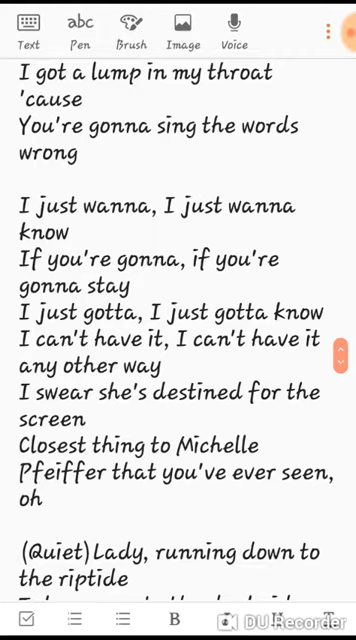 Text
abc
Pen
Brush
Image
Voice
I got a lump in my throat
'cause
You're gonna sing the words
wrong
I just wanna, I just wanna
know
If you're gonna, if you're
gonna stay
I just gotta, I just gotta know
I can't have it, I can't have it
any other way
I swear she's destined for the
screen
Closest thing to Michelle
Pfeiffer that you've ever seen,
oh
(Quiet)Lady, running down to
the riptide
B
DU Recorder